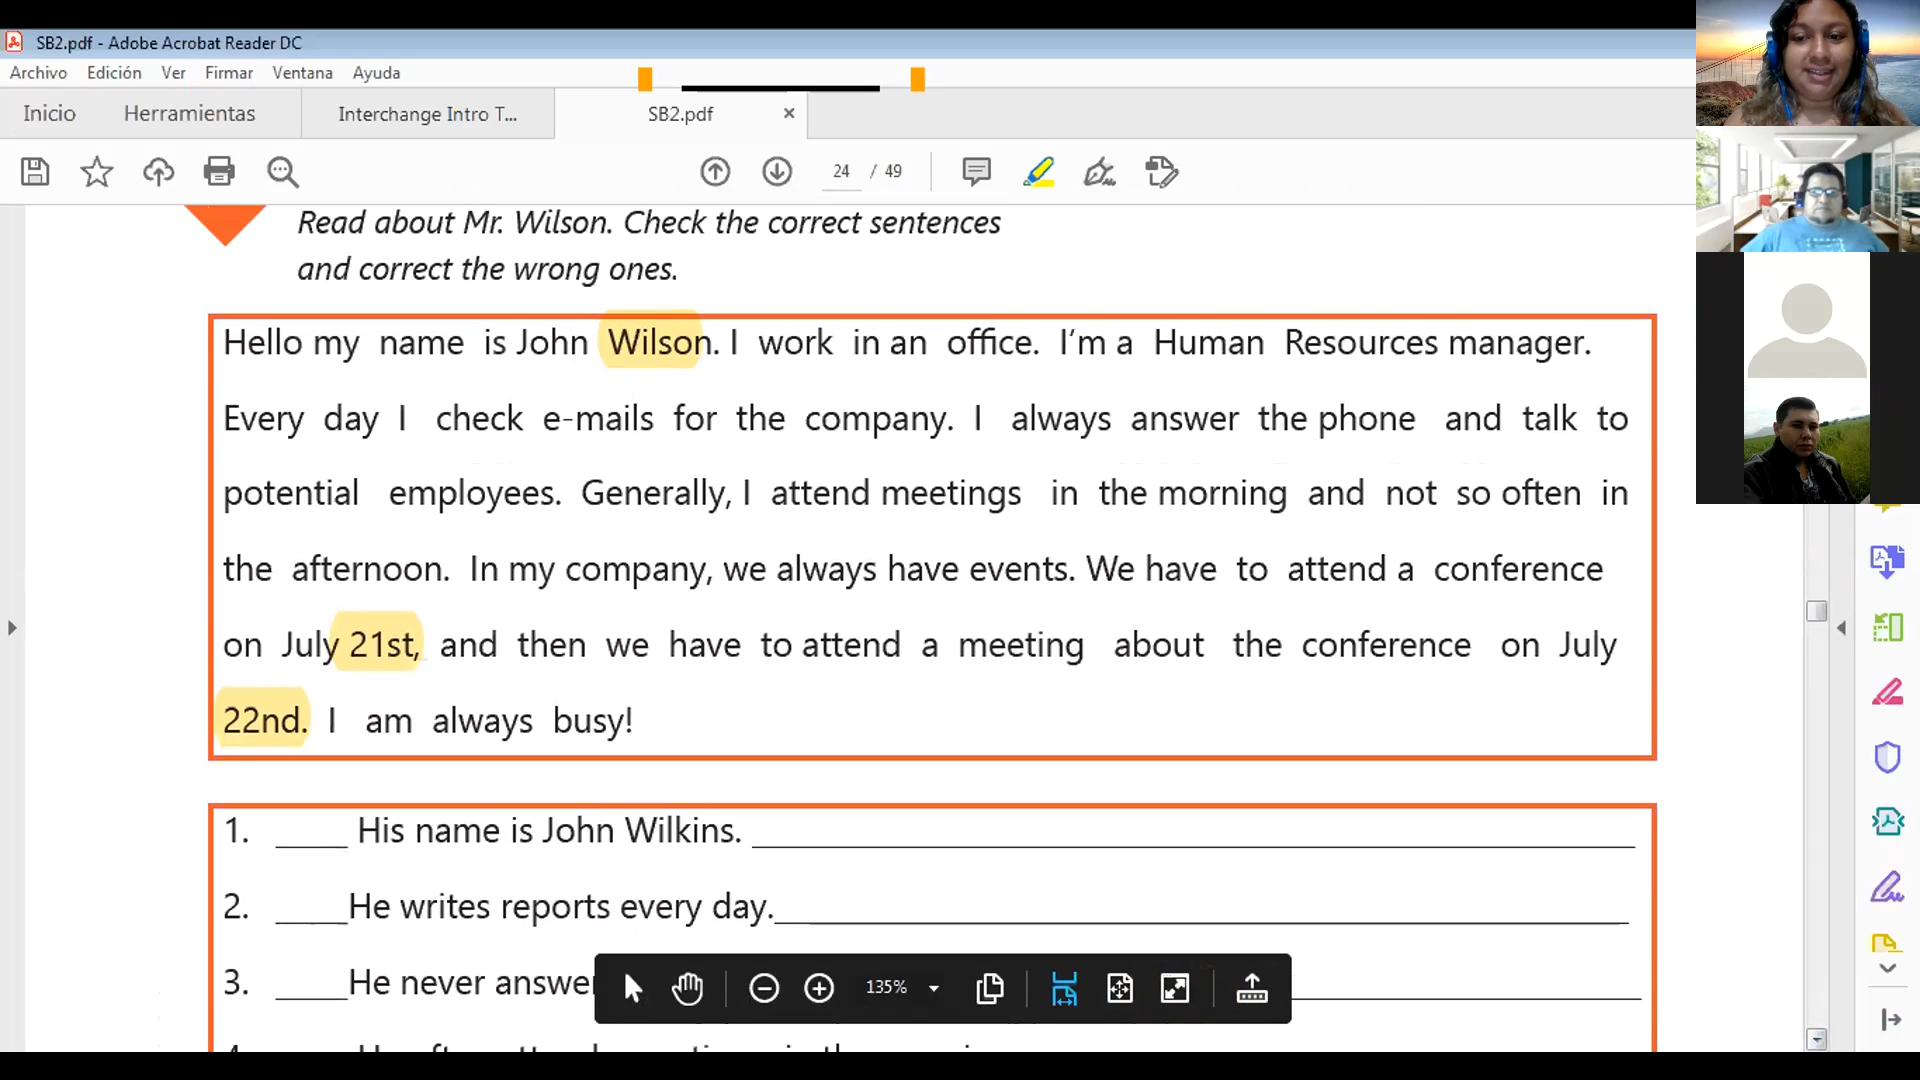 SB2.pdf - Adobe Acrobat Reader DC
Archivo Edición Ver Firmar Ventana Ayuda
Inicio Herramientas Interchange Intro T... SB2.pdf
24 / 49
Read about Mr. Wilson. Check the correct sentences
and correct the wrong ones.
Hello my name is John Wilson. I work in an office. I'm a Human Resources manager.
Every day I check e-mails for the company. I always answer the phone and talk to
potential employees. Generally, I attend meetings in the morning and not so often in
the afternoon. In my company, we always have events. We have to attend a conference
on July 21st, and then we have to attend a meeting about the conference on July
22nd. I am always busy!
1. _____ His name is John Wilkins.
2. _____He writes reports every day.
3. _____He never answer
135%